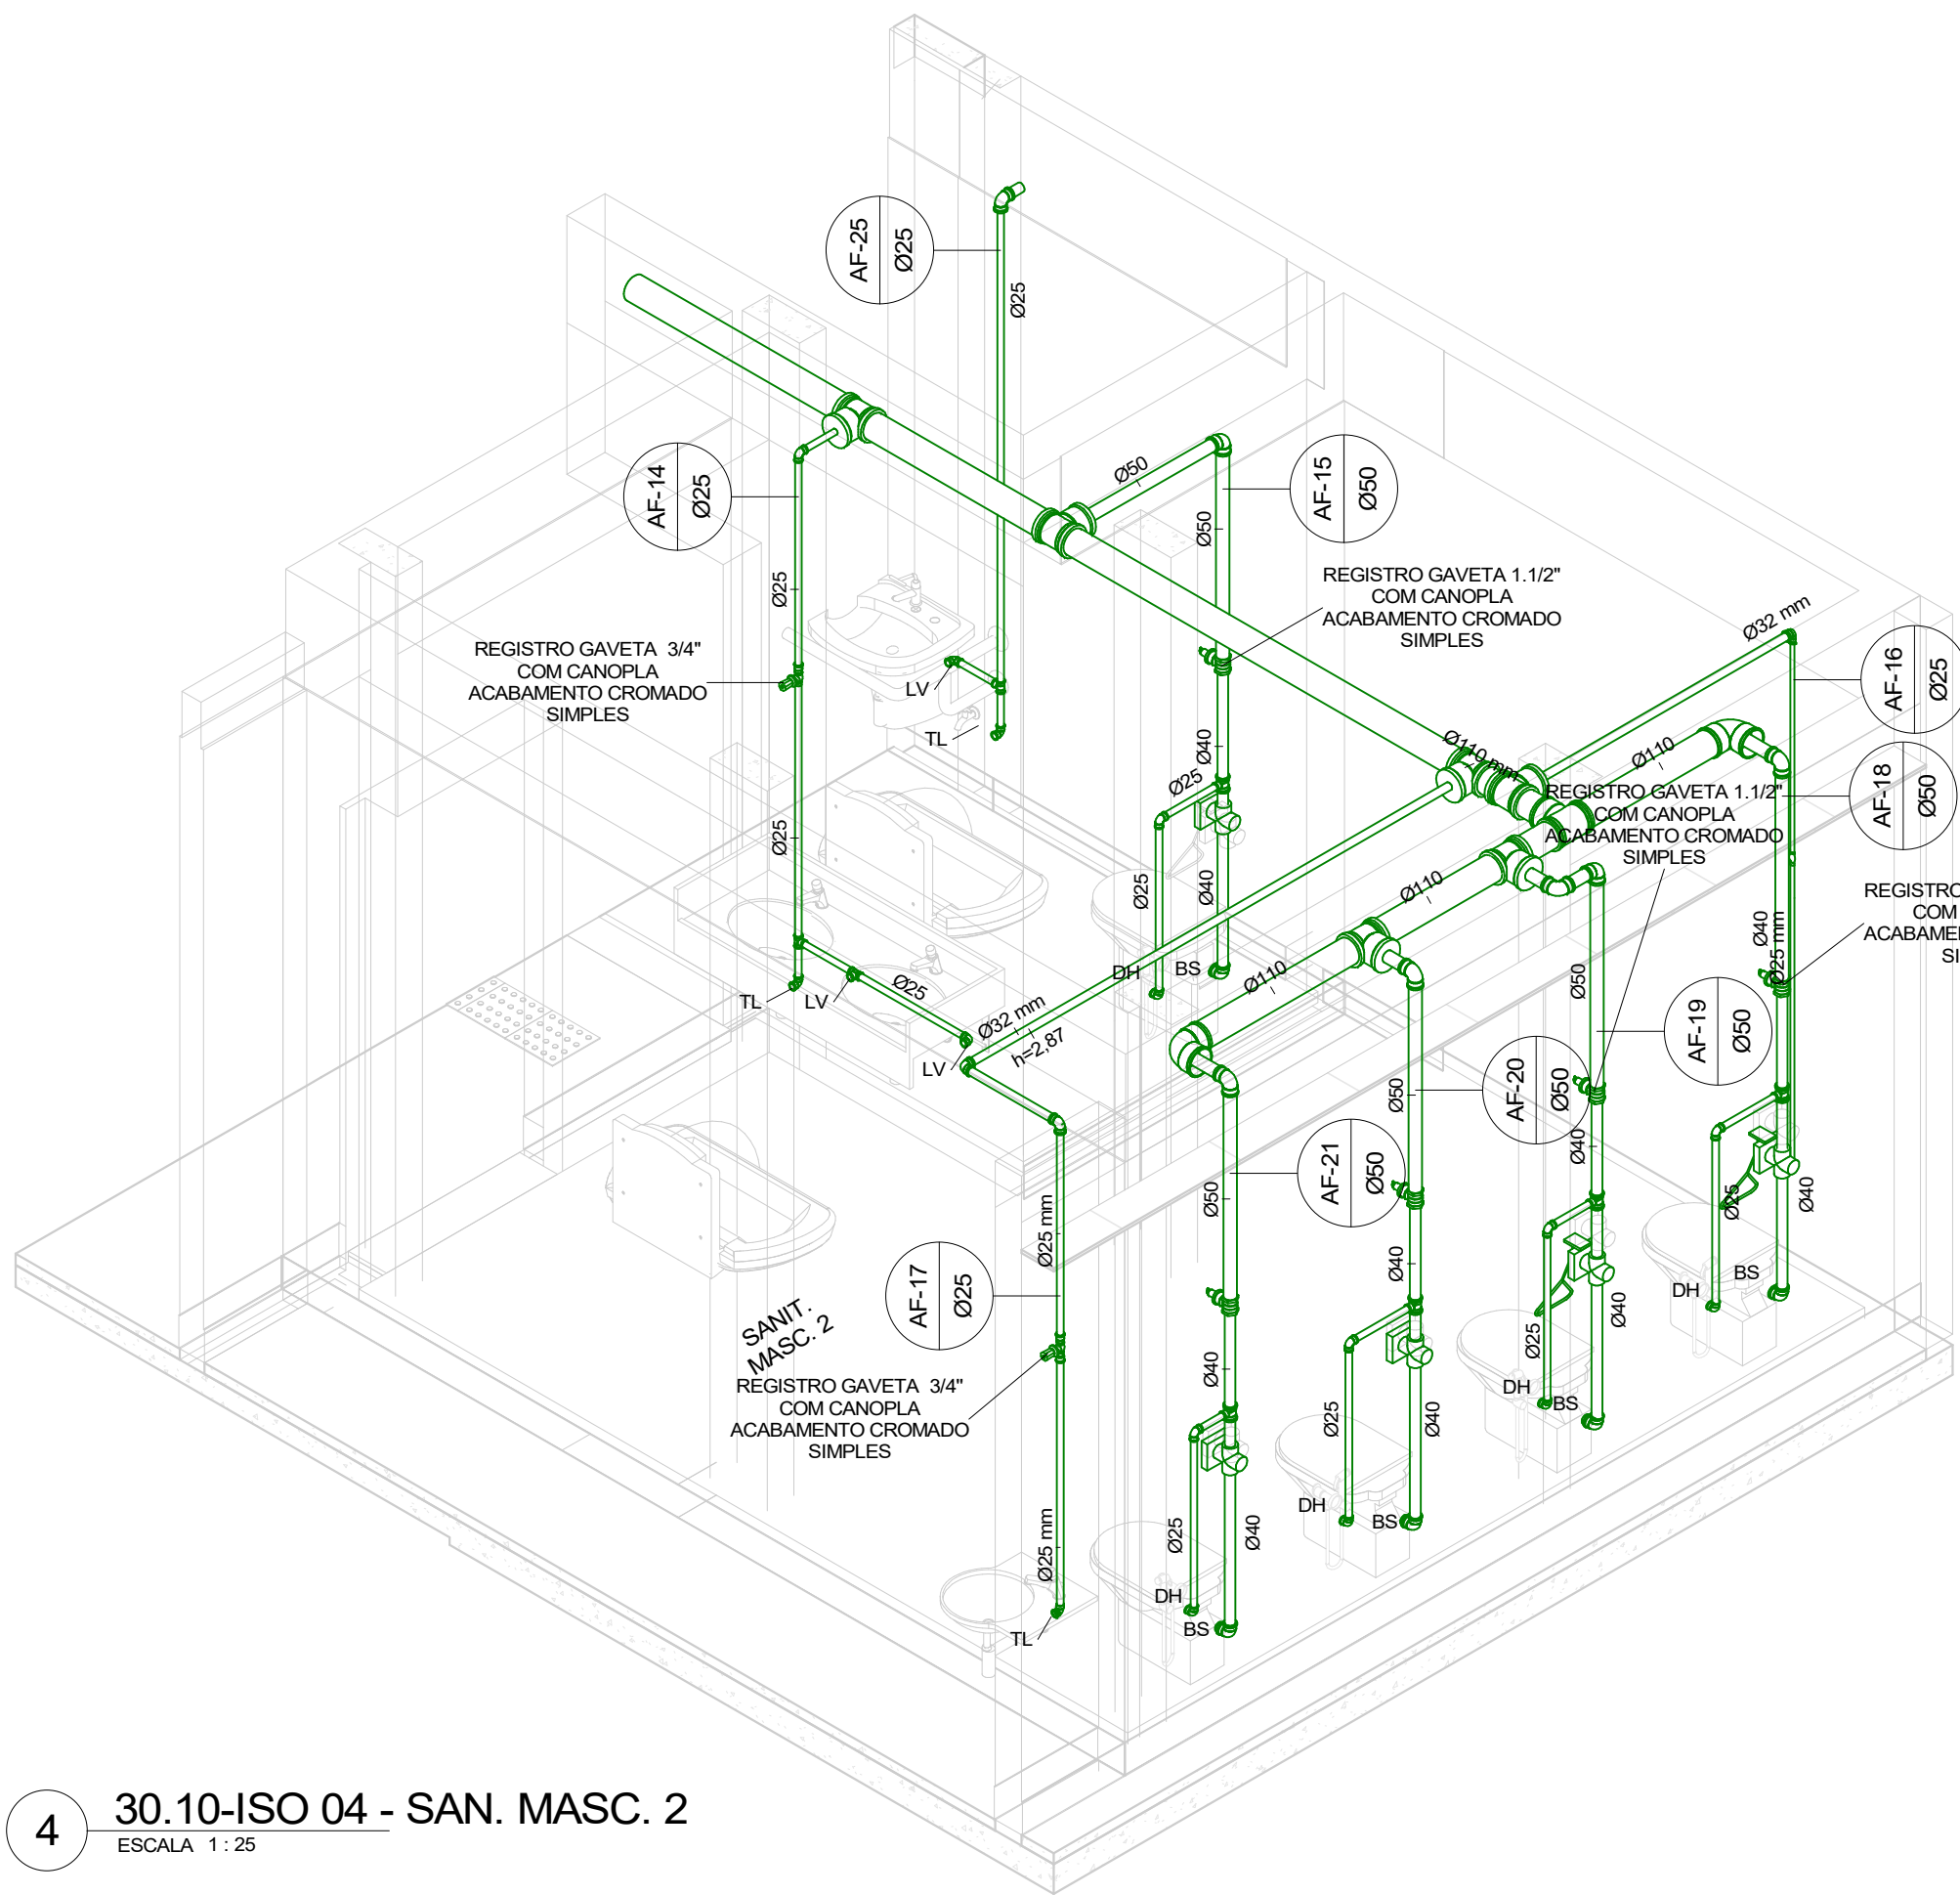 AF-25
Ø25
Ø25
AF-14
Ø25
Ø50
AF-15
Ø50
Ø50
Ø25
REGISTRO GAVETA 1.1/2"
COM CANOPLA
ACABAMENTO CROMADO
SIMPLES
REGISTRO GAVETA 3/4"
COM CANOPLA
ACABAMENTO CROMADO
SIMPLES
LV
TL
Ø32 mm
AF-16
Ø25
Ø40
Ø25
Ø110 mm
Ø110
AF-18
Ø50
REGISTRO GAVETA 1.1/2"
COM CANOPLA
ACABAMENTO CROMADO
SIMPLES
Ø25
Ø25
Ø40
Ø110
REGISTRO
COM
ACABAME
SI
Ø40
Ø25 mm
DH
BS
Ø110
Ø50
TL
LV
Ø25
Ø32 mm
h=2,87
LV
AF-19
Ø50
AF-20
Ø50
Ø50
Ø40
AF-21
Ø50
Ø50
Ø25
Ø40
Ø25 mm
AF-17
Ø25
Ø40
DH
BS
Ø25
Ø40
SANIT.
MASC. 2
REGISTRO GAVETA 3/4"
COM CANOPLA
ACABAMENTO CROMADO
SIMPLES
Ø40
DH
BS
Ø25
Ø40
DH
BS
Ø25 mm
Ø25
Ø40
DH
BS
TL
4
30.10-ISO 04 - SAN. MASC. 2
ESCALA 1 : 25